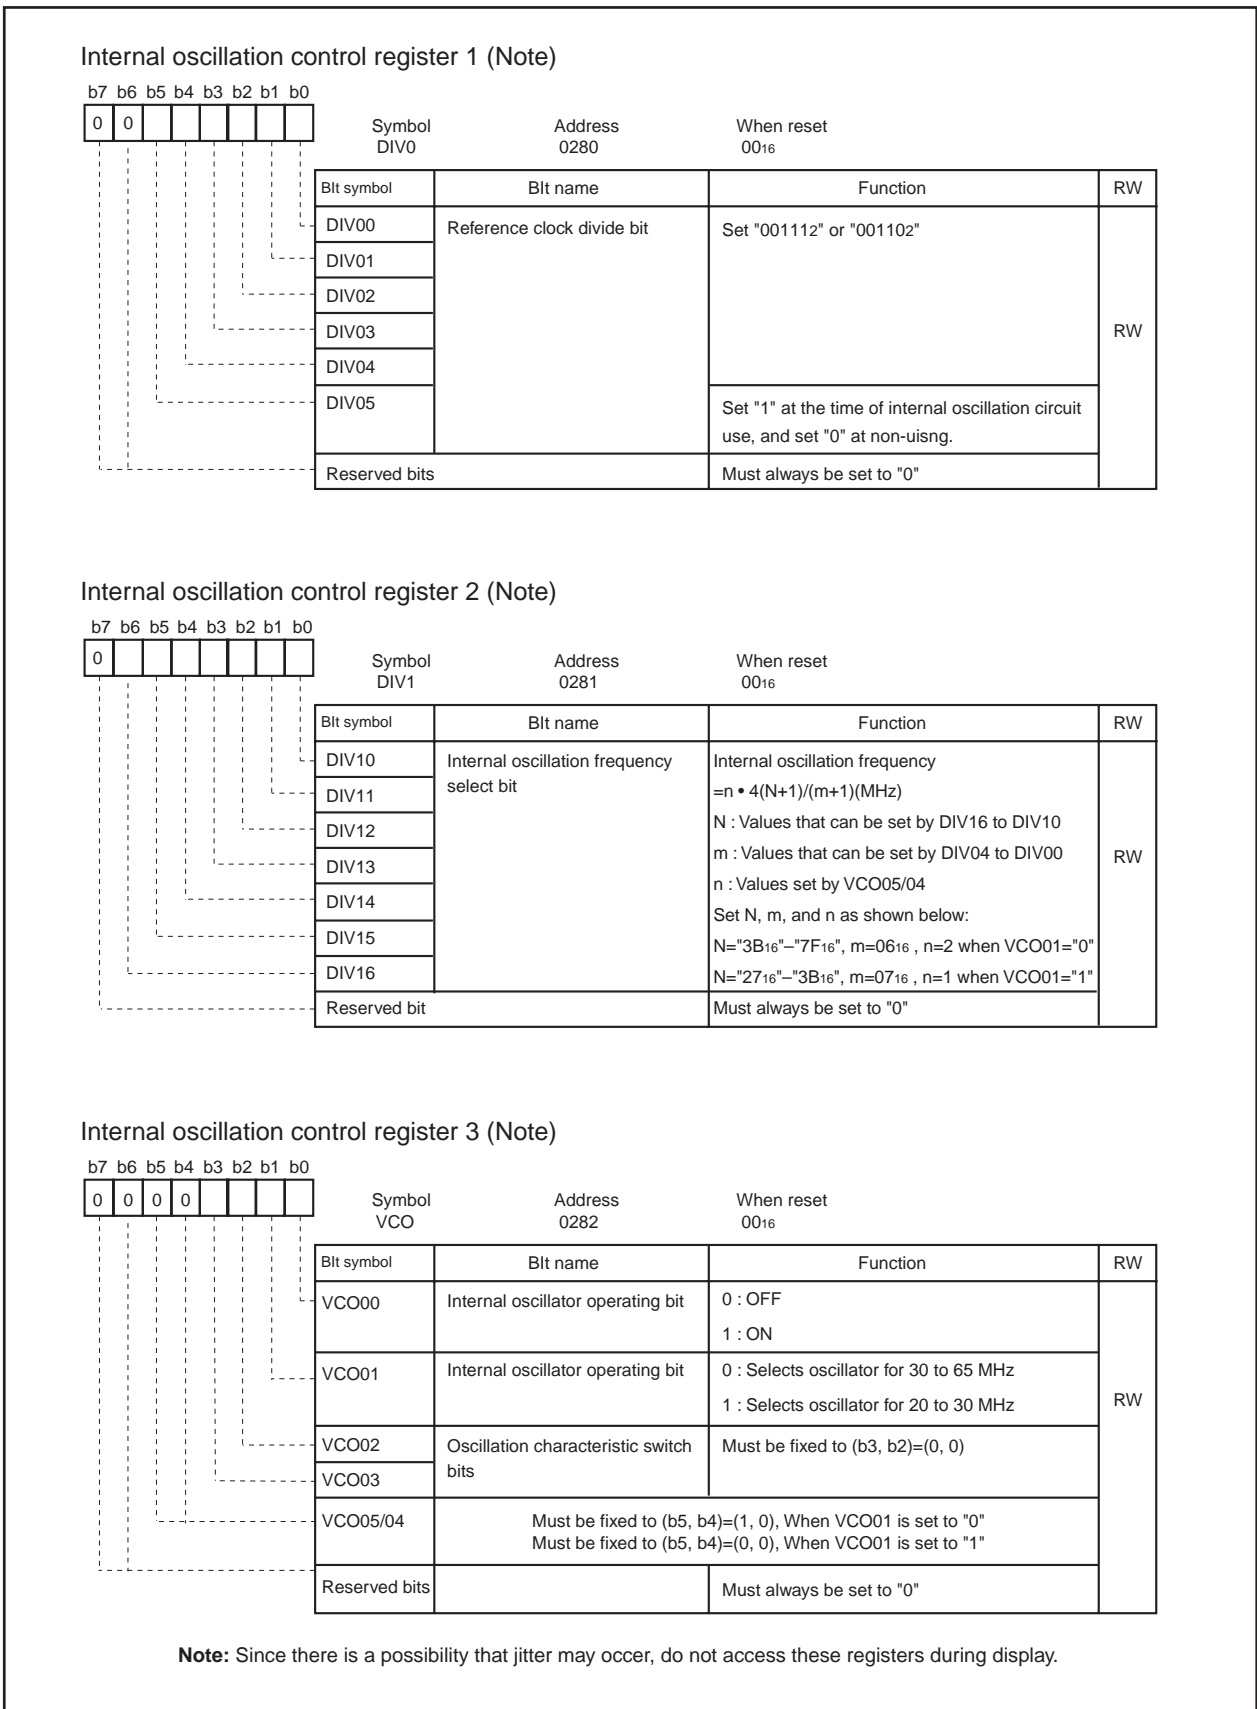 Internal oscillation control register 1 (Note)
b7 b6 b5 b4 b3 b2 b1 b0
0 0
Symbol Address When reset
DIV0 0280 0016
BIt symbol BIt name Function RW
DIV00 Reference clock divide bit Set "001112" or "001102"
DIV01
DIV02
DIV03 RW
DIV04
DIV05 Set "1" at the time of internal oscillation circuit
use, and set "0" at non-uisng.
Reserved bits Must always be set to "0"
Internal oscillation control register 2 (Note)
b7 b6 b5 b4 b3 b2 b1 b0
0
Symbol Address When reset
DIV1 0281 0016
BIt symbol BIt name Function RW
DIV10 Internal oscillation frequency Internal oscillation frequency
select bit
DIV11 =n • 4(N+1)/(m+1)(MHz)
DIV12 N : Values that can be set by DIV16 to DIV10
DIV13 m : Values that can be set by DIV04 to DIV00 RW
n : Values set by VCO05/04
DIV14 Set N, m, and n as shown below:
DIV15 N="3B16"–"7F16", m=0616 , n=2 when VCO01="0"
DIV16 N="2716"–"3B16", m=0716 , n=1 when VCO01="1"
Reserved bit Must always be set to "0"
Internal oscillation control register 3 (Note)
b7 b6 b5 b4 b3 b2 b1 b0
0 0 0 0
Symbol Address When reset
VCO 0282 0016
BIt symbol BIt name Function RW
VCO00 Internal oscillator operating bit 0 : OFF
1 : ON
VCO01 Internal oscillator operating bit 0 : Selects oscillator for 30 to 65 MHz
1 : Selects oscillator for 20 to 30 MHz RW
VCO02 Oscillation characteristic switch Must be fixed to (b3, b2)=(0, 0)
bits
VCO03
VCO05/04 Must be fixed to (b5, b4)=(1, 0), When VCO01 is set to "0"
Must be fixed to (b5, b4)=(0, 0), When VCO01 is set to "1"
Reserved bits Must always be set to "0"
Note: Since there is a possibility that jitter may occer, do not access these registers during display.